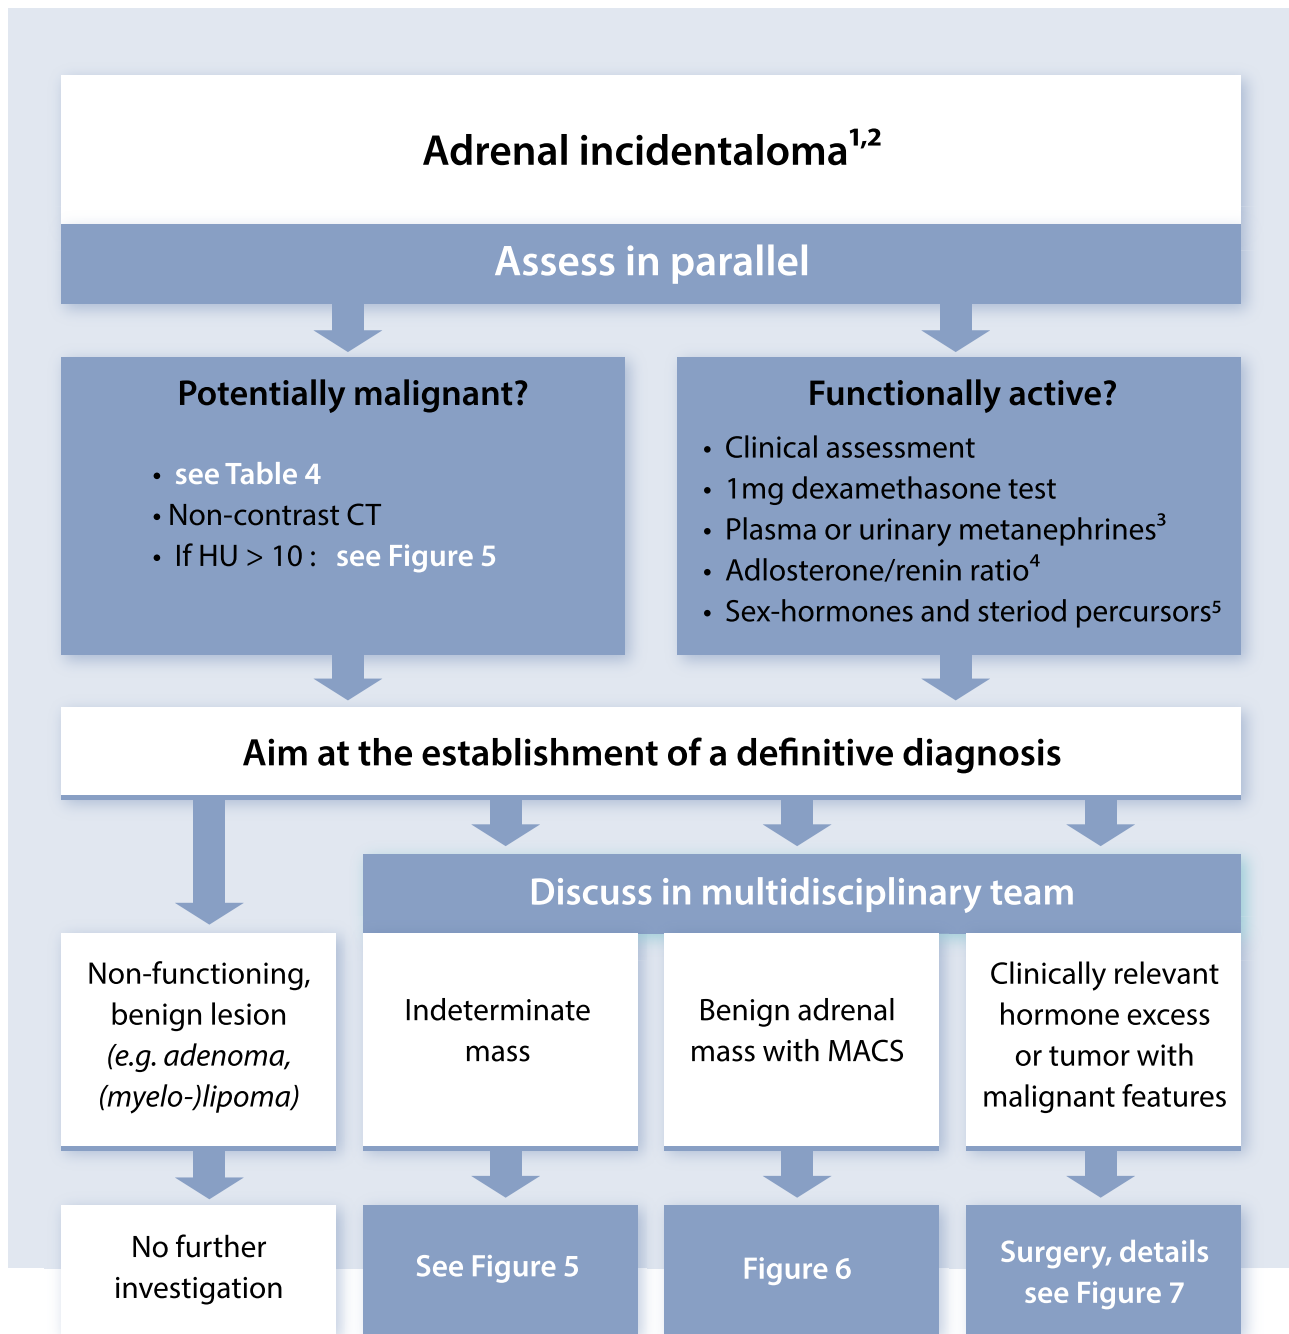 Adrenal incidentaloma¹,²
Assess in parallel
Potentially malignant?
• see Table 4
• Non-contrast CT
• If HU > 10 : see Figure 5
Functionally active?
• Clinical assessment
• 1mg dexamethasone test
• Plasma or urinary metanephrines³
• Adlosterone/renin ratio⁴
• Sex-hormones and steriod percursors⁵
Aim at the establishment of a definitive diagnosis
Discuss in multidisciplinary team
Non-functioning,
benign lesion
(e.g. adenoma,
(myelo-)lipoma)
Indeterminate
mass
Benign adrenal
mass with MACS
Clinically relevant
hormone excess
or tumor with
malignant features
No further
investigation
See Figure 5
Figure 6
Surgery, details
see Figure 7